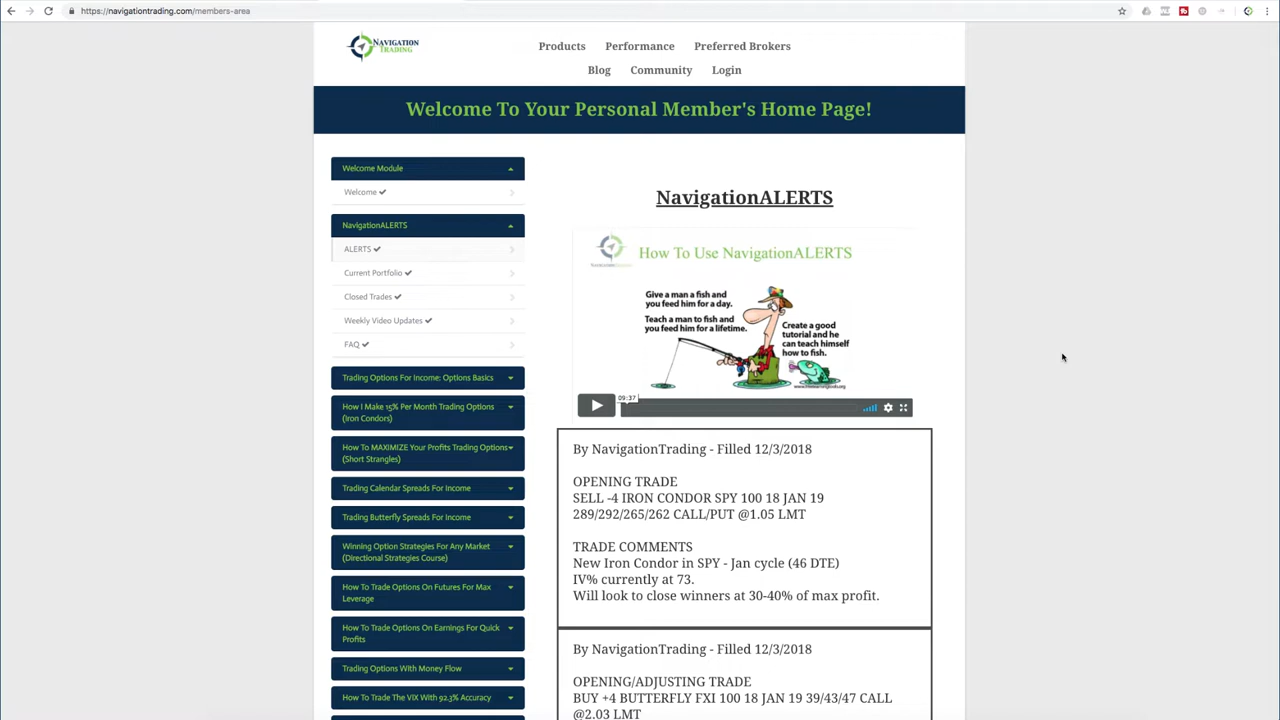 https://navigationtrading.com/members-area
NAVIGATION
TRADING
Products Performance Preferred Brokers
Blog Community Login
Welcome To Your Personal Member's Home Page!
Welcome Module
Welcome ✔
NavigationALERTS
ALERTS ✔
Current Portfolio ✔
Closed Trades ✔
Weekly Video Updates ✔
FAQ ✔
Trading Options For Income: Options Basics
How I Make 15% Per Month Trading Options
(Iron Condors)
How To MAXIMIZE Your Profits Trading Options
(Short Strangles)
Trading Calendar Spreads For Income
Trading Butterfly Spreads For Income
Winning Option Strategies For Any Market
(Directional Strategies Course)
How To Trade Options On Futures For Max
Leverage
How To Trade Options On Earnings For Quick
Profits
Trading Options With Money Flow
How To Trade The VIX With 92.3% Accuracy
NavigationALERTS
How To Use NavigationALERTS
Give a man a fish and
you feed him for a day.
Teach a man to fish and
you feed him for a lifetime.
Create a good
tutorial and he
can teach himself
how to fish.
09:37
By NavigationTrading - Filled 12/3/2018
OPENING TRADE
SELL -4 IRON CONDOR SPY 100 18 JAN 19
289/292/265/262 CALL/PUT @1.05 LMT
TRADE COMMENTS
New Iron Condor in SPY - Jan cycle (46 DTE)
IV% currently at 73.
Will look to close winners at 30-40% of max profit.
By NavigationTrading - Filled 12/3/2018
OPENING/ADJUSTING TRADE
BUY +4 BUTTERFLY FXI 100 18 JAN 19 39/43/47 CALL
@2.03 LMT